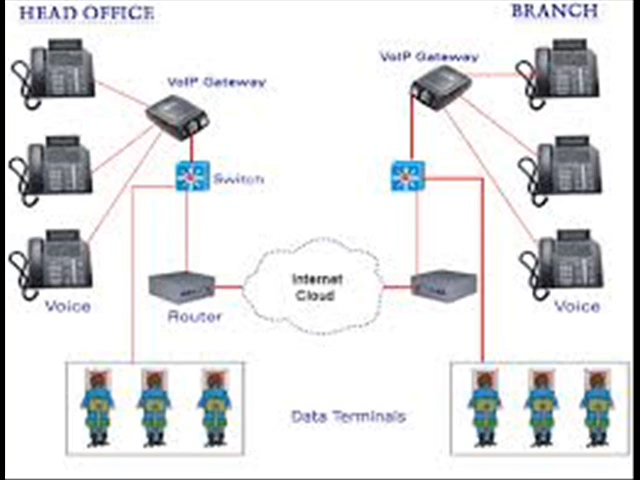 HEAD OFFICE
BRANCH
VoIP Gateway
VoIP Gateway
Switch
Internet
Cloud
Voice
Router
Voice
Data Terminals